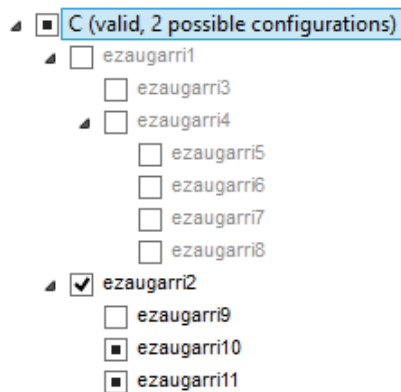 C (valid, 2 possible configurations)
ezaugarri1
ezaugarri3
ezaugarri4
ezaugarri5
ezaugarri6
ezaugarri7
ezaugarri8
ezaugarri2
ezaugarri9
ezaugarri10
ezaugarri11